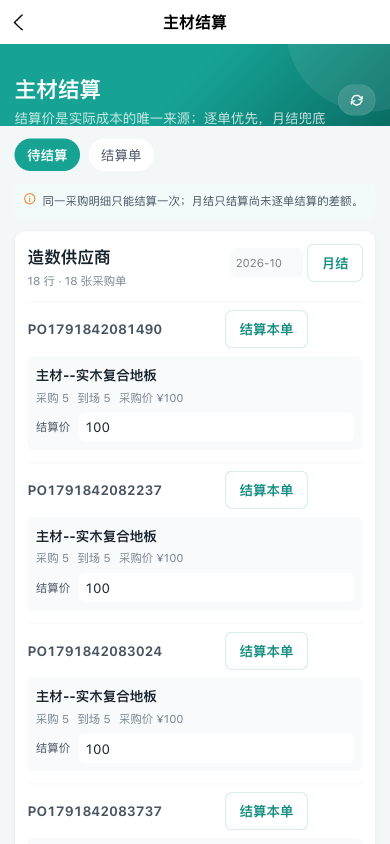 主材结算
主材结算
结算价是实际成本的唯一来源；逐单优先，月结兜底
待结算
结算单
同一采购明细只能结算一次；月结只结算尚未逐单结算的差额。
造数供应商
2026-10
月结
18 行 · 18 张采购单
PO1791842081490
结算本单
主材--实木复合地板
采购 5 到场 5 采购价 ¥100
结算价 100
PO1791842082237
结算本单
主材--实木复合地板
采购 5 到场 5 采购价 ¥100
结算价 100
PO1791842083024
结算本单
主材--实木复合地板
采购 5 到场 5 采购价 ¥100
结算价 100
PO1791842083737
结算本单